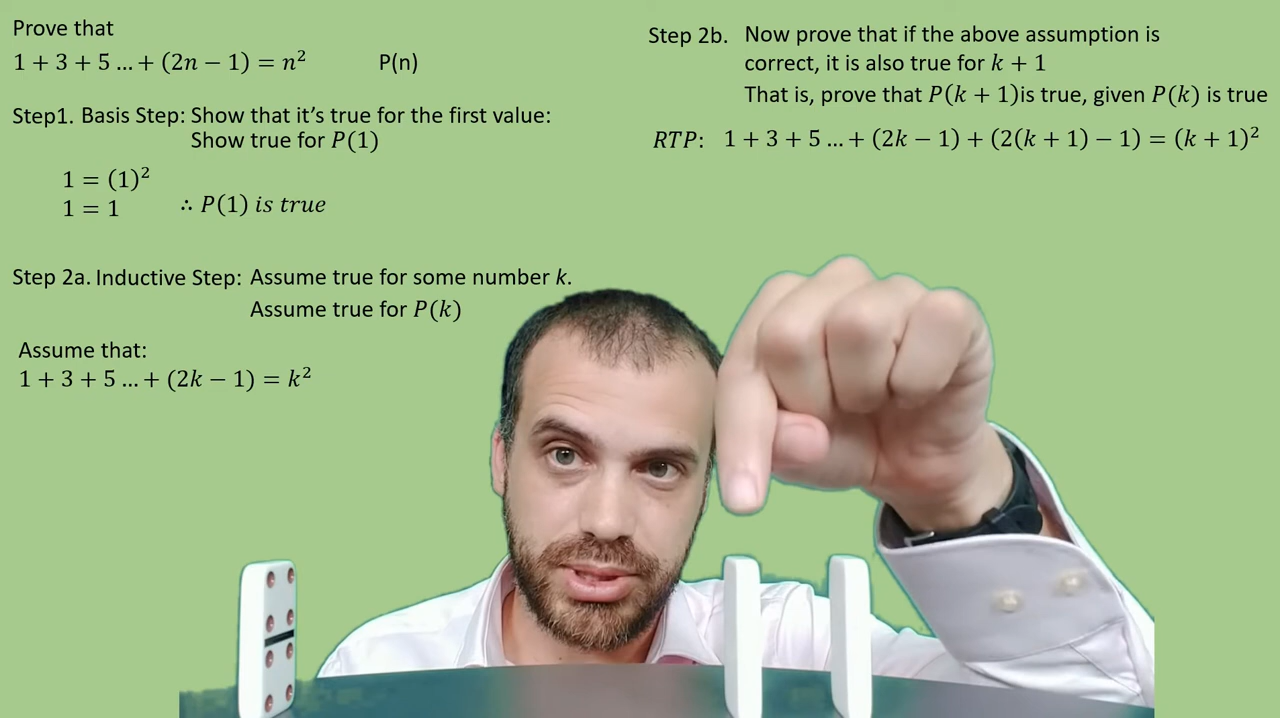 Prove that
1 + 3 + 5 … + (2n − 1) = n² P(n)
Step1. Basis Step: Show that it’s true for the first value:
Show true for P(1)
1 = (1)²
1 = 1 ∴ P(1) is true
Step 2a. Inductive Step: Assume true for some number k.
Assume true for P(k)
Assume that:
1 + 3 + 5 … + (2k − 1) = k²
Step 2b. Now prove that if the above assumption is
correct, it is also true for k + 1
That is, prove that P(k + 1)is true, given P(k) is true
RTP: 1 + 3 + 5 … + (2k − 1) + (2(k + 1) − 1) = (k + 1)²